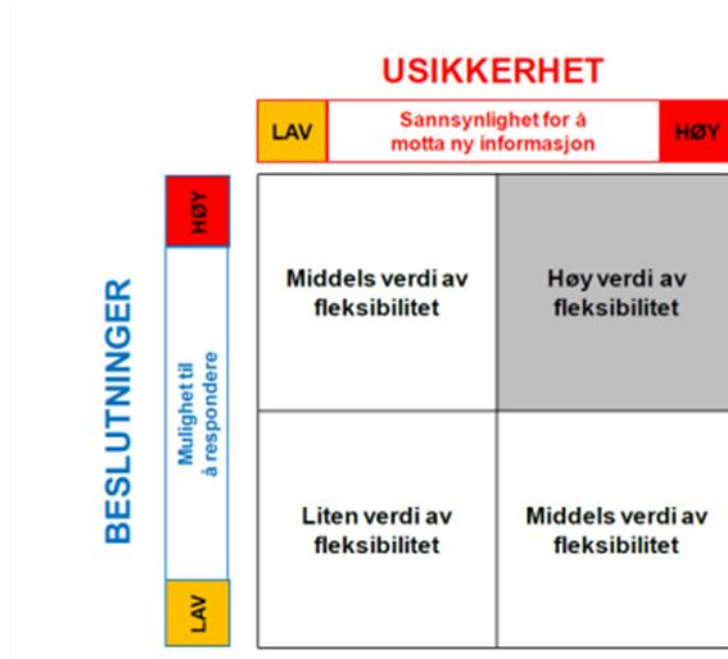 USIKKERHET
LAV
Sannsynlighet for å
motta ny informasjon
HØY
BESLUTNINGER
HØY
Mulighet til
å respondere
LAV
Middels verdi av
fleksibilitet
Høy verdi av
fleksibilitet
Liten verdi av
fleksibilitet
Middels verdi av
fleksibilitet